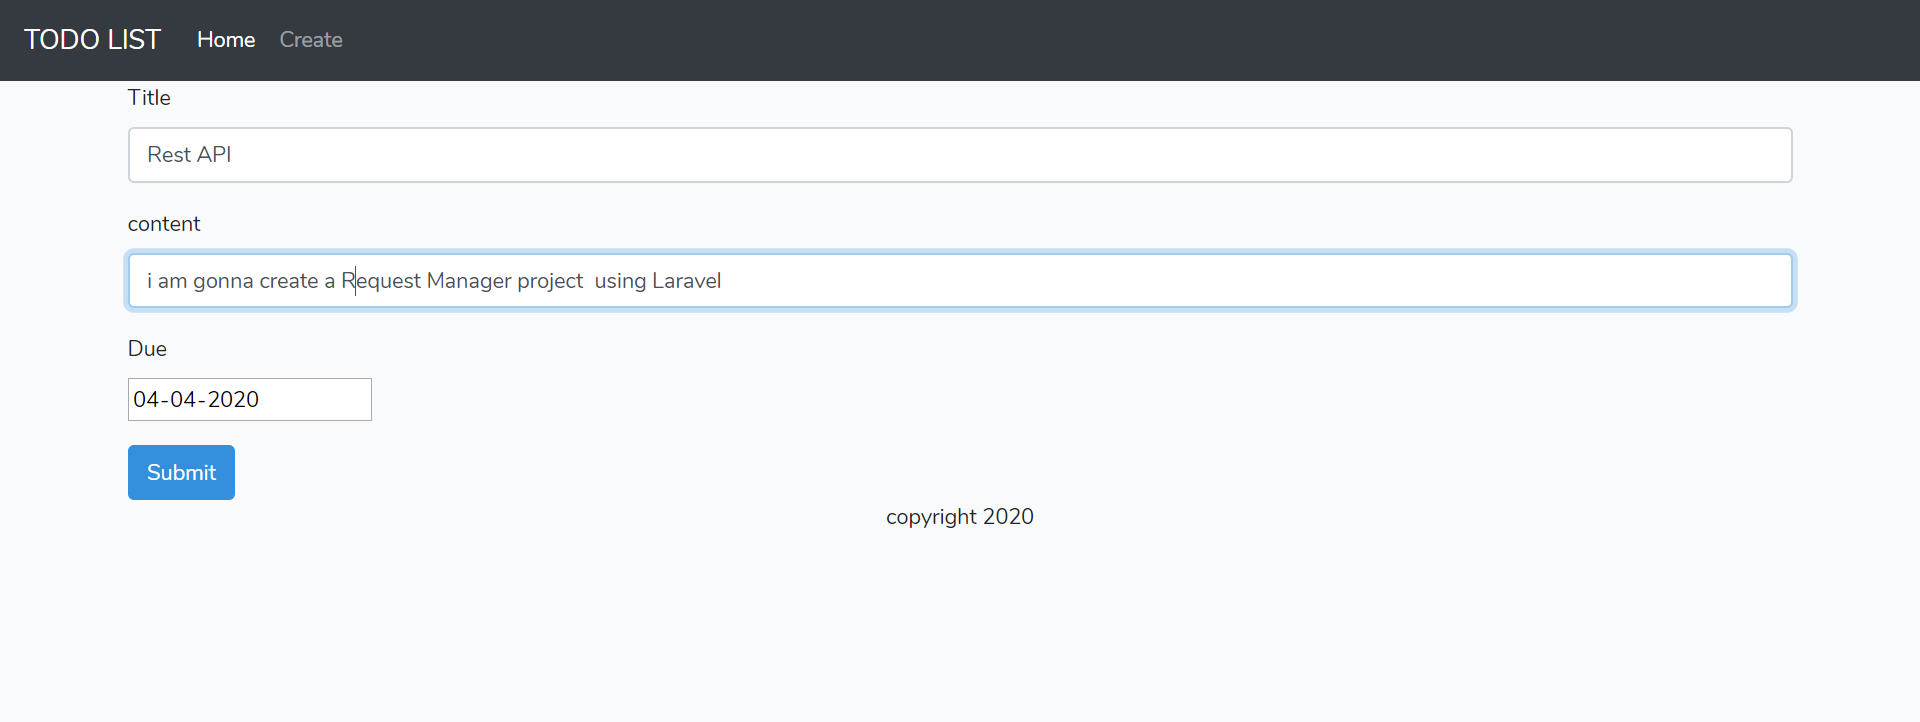 TODO LIST Home Create
Title
Rest API
content
i am gonna create a Request Manager project  using Laravel
Due
04-04-2020
Submit
copyright 2020